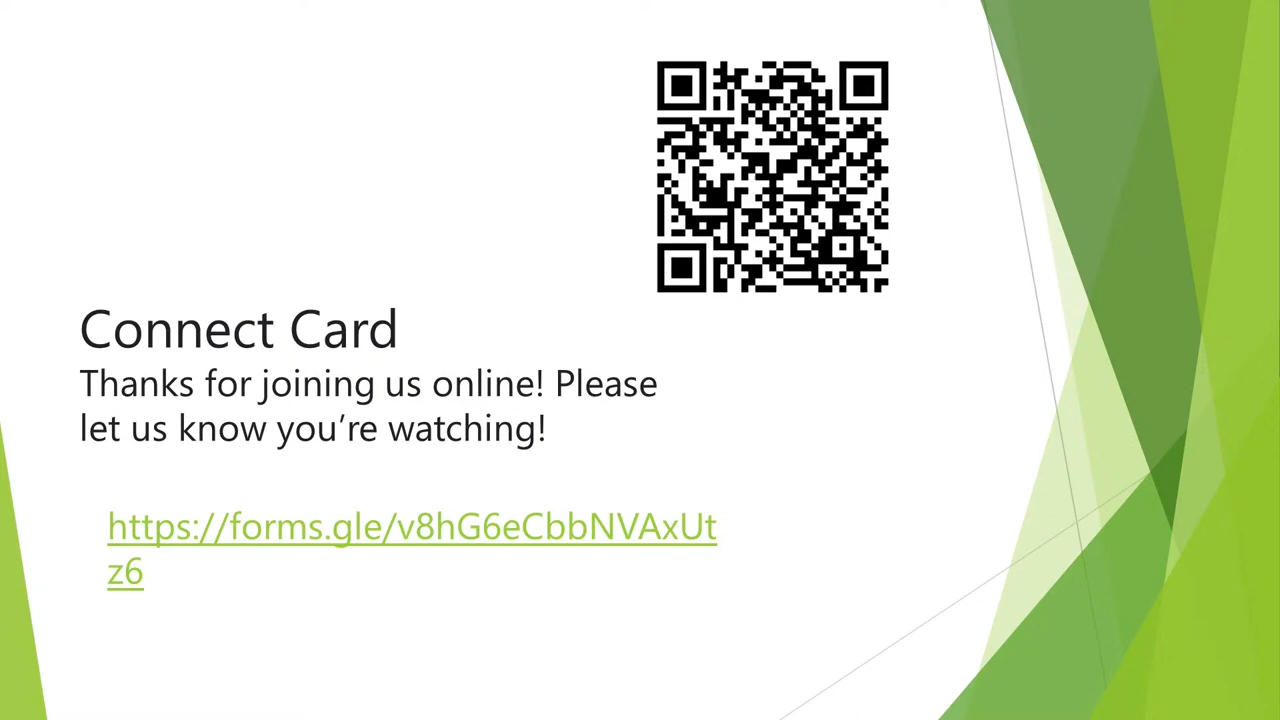 Connect Card
Thanks for joining us online! Please
let us know you’re watching!
https://forms.gle/v8hG6eCbbNVAxUt
z6